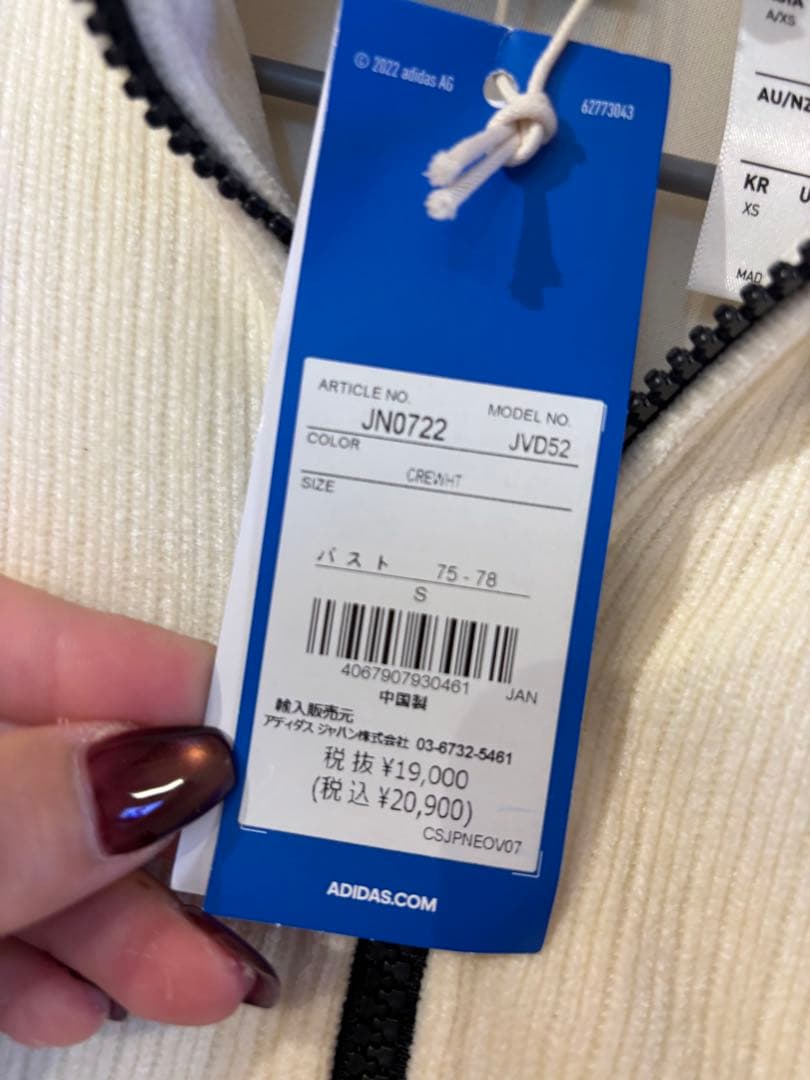 © 2022 adidas AG
62773043
ARTICLE NO.
MODEL NO.
JN0722
JVD52
COLOR
CREWHT
SIZE
バスト 75 - 78
S
4067907930461 JAN
中国製
輸入販売元
アディダス ジャパン株式会社 03-6732-5461
税抜 ¥19,000
(税込 ¥20,900)
CSJPNEOV07
ADIDAS.COM
A/XS
AU/NZ
KR
XS
MAD